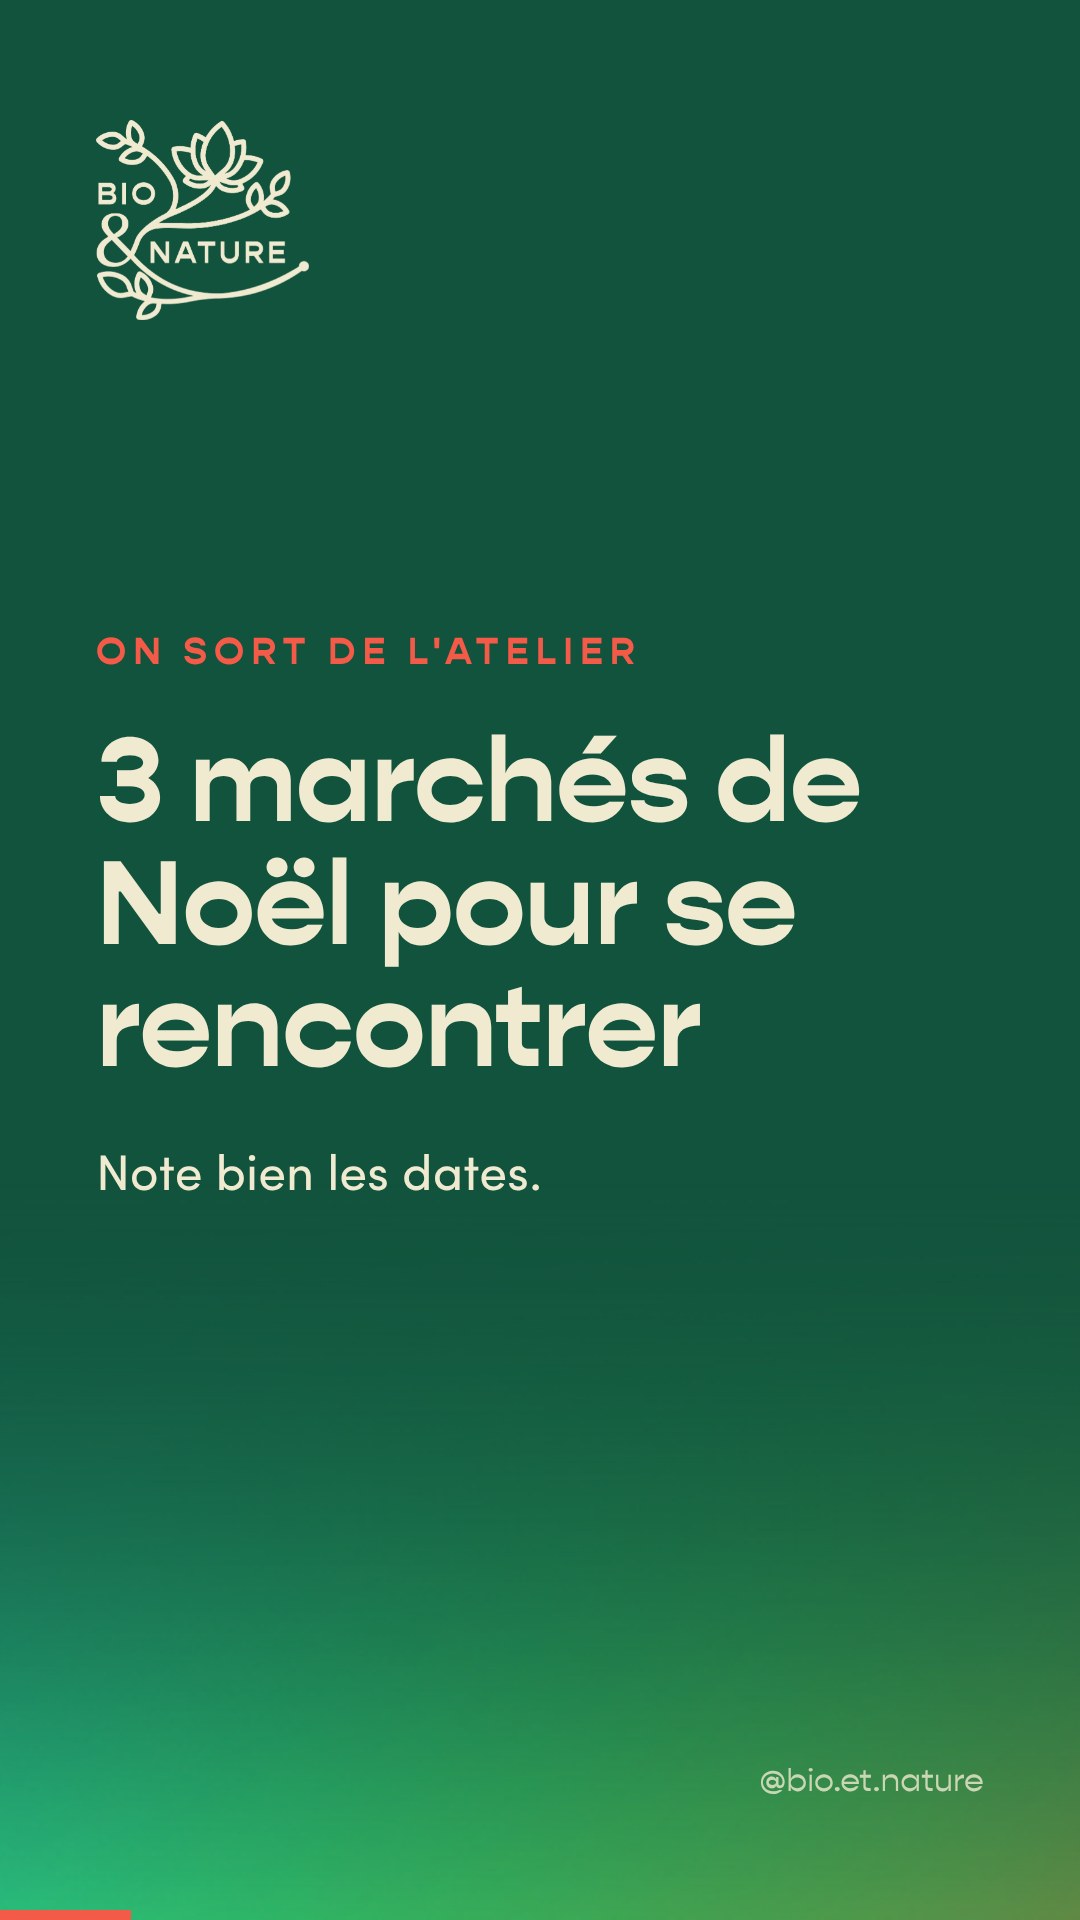 BIO
& NATURE
ON SORT DE L'ATELIER
3 marchés de
Noël pour se
rencontrer
Note bien les dates.
@bio.et.nature